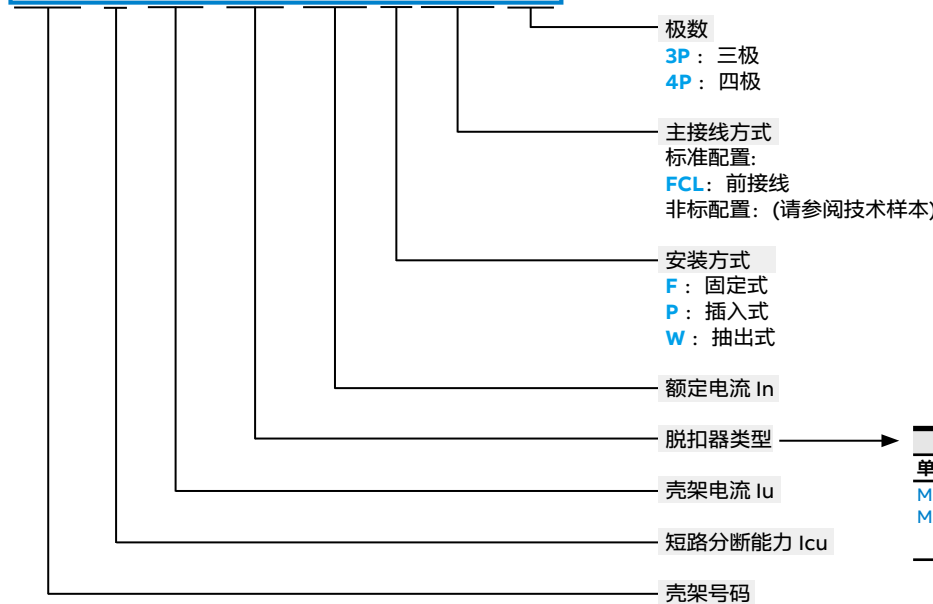 极数
3P： 三极
4P： 四极
主接线方式
标准配置:
FCL：前接线
非标配置：(请参阅技术样本)
安装方式
F： 固定式
P： 插入式
W： 抽出式
额定电流 In
脱扣器类型
单
M
M
壳架电流 Iu
短路分断能力 Icu
壳架号码